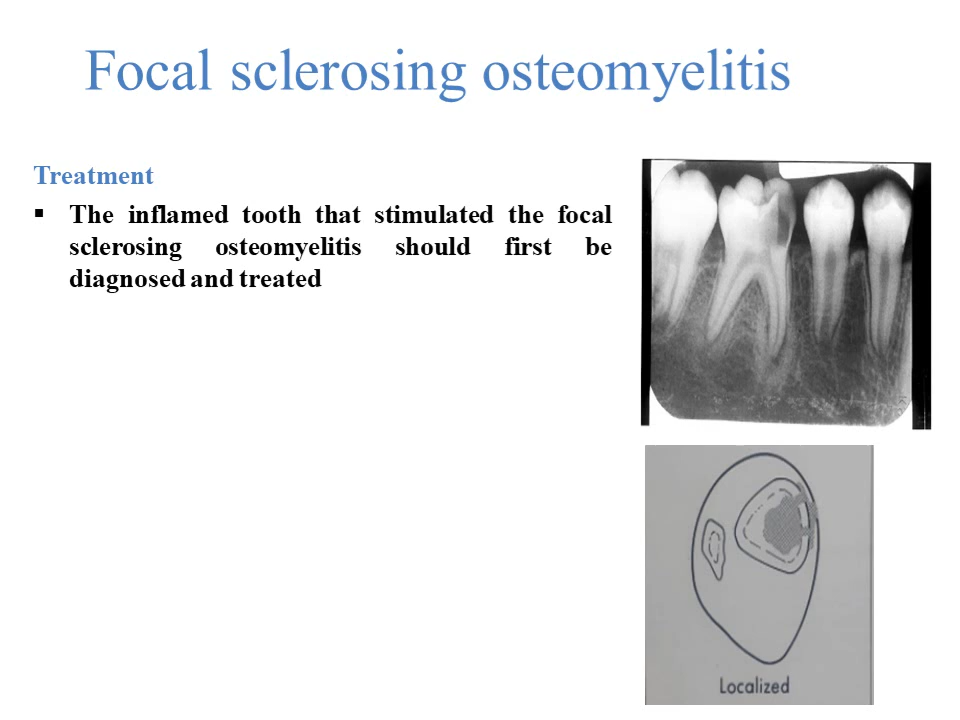 Focal sclerosing osteomyelitis
Treatment
▪ The inflamed tooth that stimulated the focal
sclerosing osteomyelitis should first be
diagnosed and treated
Localized